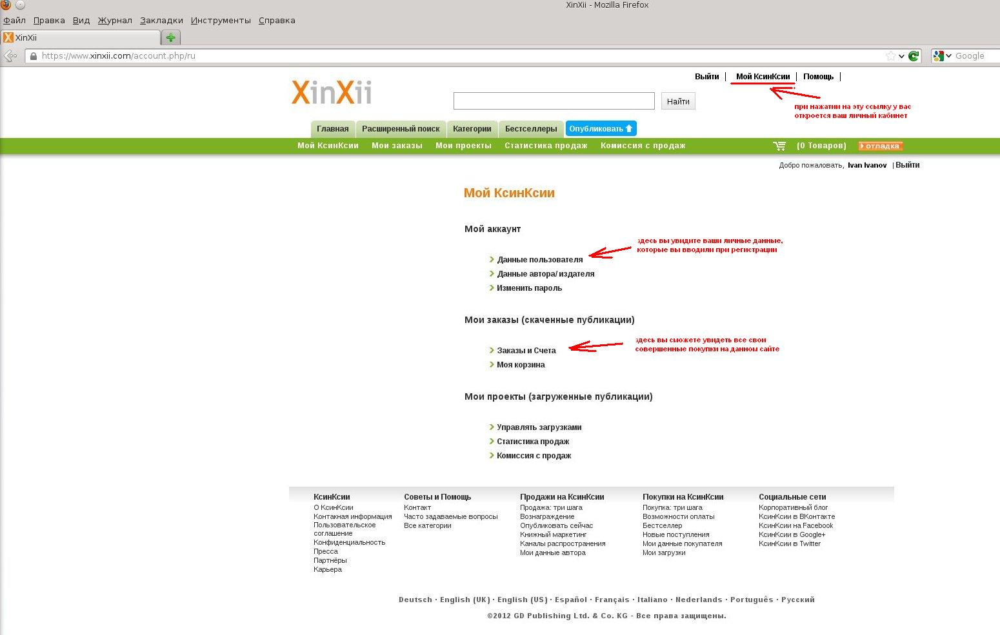 XinXii - Mozilla Firefox
Файл Правка Вид Журнал Закладки Инструменты Справка
XinXii
https://www.xinxii.com/account.php/ru
Google
Выйти | Мой КсинКсии | Помощь |
XinXii
Найти
при нажатии на эту ссылку у вас
откроется ваш личный кабинет
Главная Расширенный поиск Категории Бестселлеры Опубликовать
Мой КсинКсии Мои заказы Мои проекты Статистика продаж Комиссия с продаж (0 Товаров) отладка
Добро пожаловать, Ivan Ivanov | Выйти
Мой КсинКсии
Мой аккаунт
здесь вы увидите ваши личные данные,
которые вы вводили при регистрации
Данные пользователя
Данные автора/ издателя
Изменить пароль
Мои заказы (скаченные публикации)
здесь вы сможете увидеть все свои
совершенные покупки на данном сайте
Заказы и Счета
Моя корзина
Мои проекты (загруженные публикации)
Управлять загрузками
Статистика продаж
Комиссия с продаж
КсинКсии
О КсинКсии
Контакная информация
Пользовательское
соглашение
Конфиденциальность
Пресса
Партнёры
Карьера
Советы и Помощь
Контакт
Часто задаваемые вопросы
Все категории
Продажи на КсинКсии
Продажа: три шага
Вознаграждение
Опубликовать сейчас
Книжный маркетинг
Каналы распространения
Мои данные автора
Покупки на КсинКсии
Покупка: три шага
Возможности оплаты
Бестселлер
Новые поступления
Мои данные покупателя
Мои загрузки
Социальные сети
Корпоративный блог
КсинКсии в ВКонтакте
КсинКсии на Facebook
КсинКсии в Google+
КсинКсии в Twitter
Deutsch · English (UK) · English (US) · Español · Français · Italiano · Nederlands · Português · Русский
©2012 GD Publishing Ltd. & Co. KG - Все права защищены.